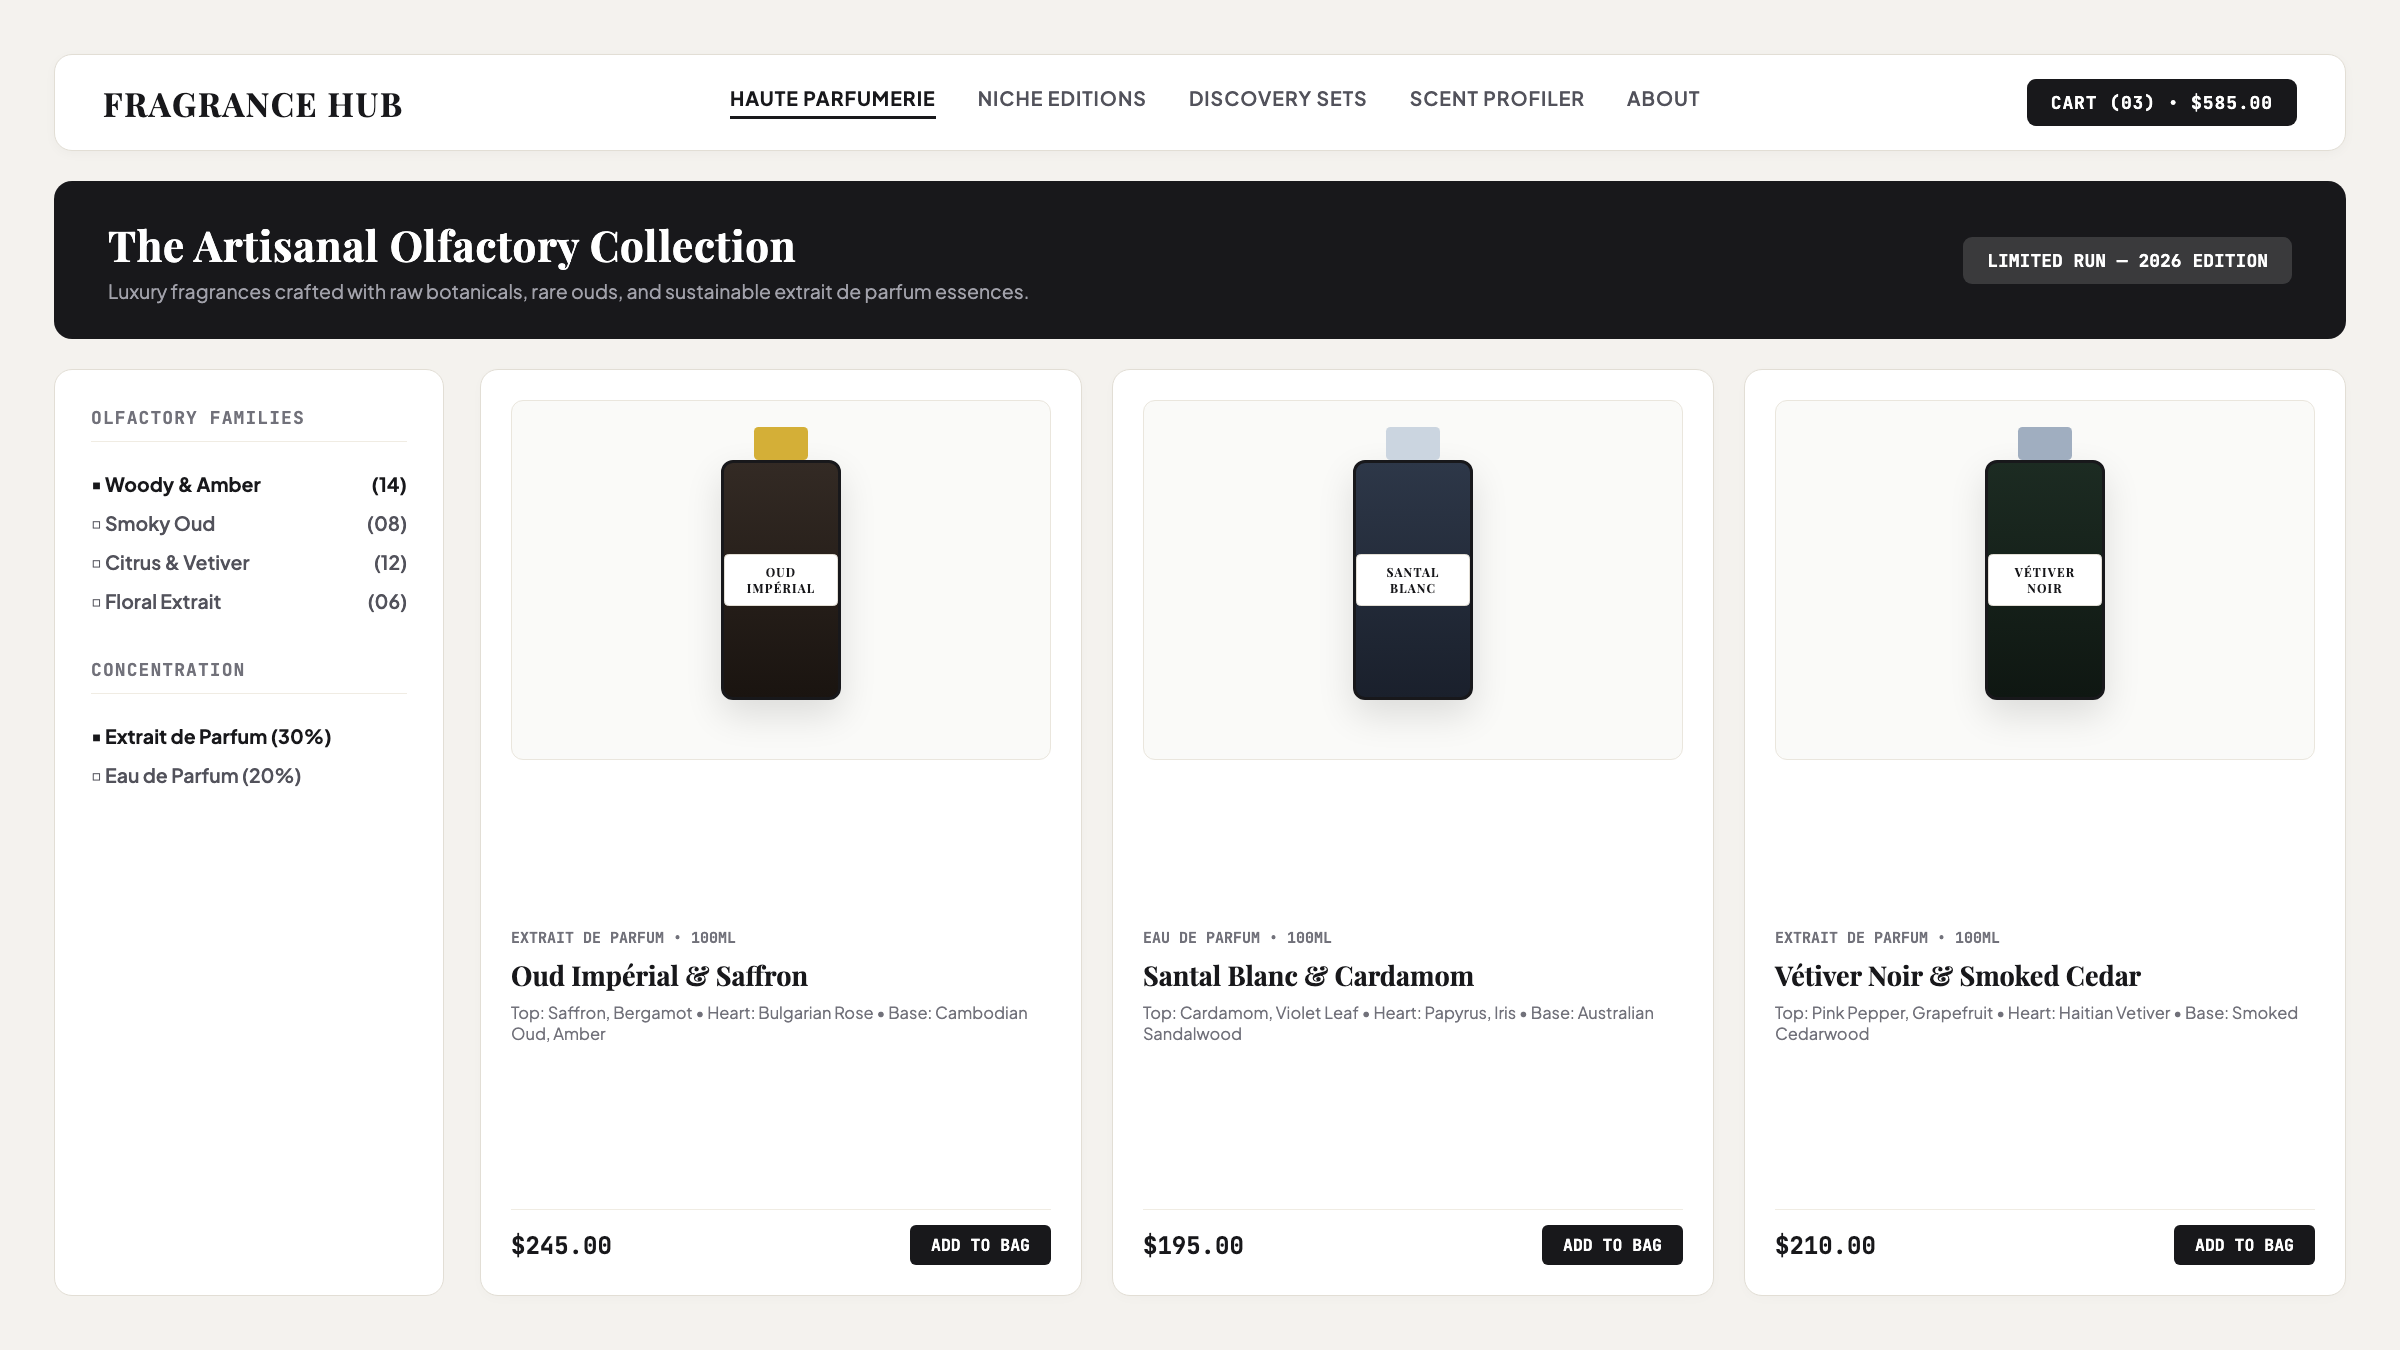 FRAGRANCE HUB
HAUTE PARFUMERIE
NICHE EDITIONS
DISCOVERY SETS
SCENT PROFILER
ABOUT
CART (03) • $585.00
The Artisanal Olfactory Collection
Luxury fragrances crafted with raw botanicals, rare ouds, and sustainable extrait de parfum essences.
LIMITED RUN — 2026 EDITION
OLFACTORY FAMILIES
▪ Woody & Amber (14)
▫ Smoky Oud (08)
▫ Citrus & Vetiver (12)
▫ Floral Extrait (06)
CONCENTRATION
▪ Extrait de Parfum (30%)
▫ Eau de Parfum (20%)
OUD
IMPÉRIAL
EXTRAIT DE PARFUM • 100ML
Oud Impérial & Saffron
Top: Saffron, Bergamot • Heart: Bulgarian Rose • Base: Cambodian
Oud, Amber
$245.00
ADD TO BAG
SANTAL
BLANC
EAU DE PARFUM • 100ML
Santal Blanc & Cardamom
Top: Cardamom, Violet Leaf • Heart: Papyrus, Iris • Base: Australian
Sandalwood
$195.00
ADD TO BAG
VÉTIVER
NOIR
EXTRAIT DE PARFUM • 100ML
Vétiver Noir & Smoked Cedar
Top: Pink Pepper, Grapefruit • Heart: Haitian Vetiver • Base: Smoked
Cedarwood
$210.00
ADD TO BAG